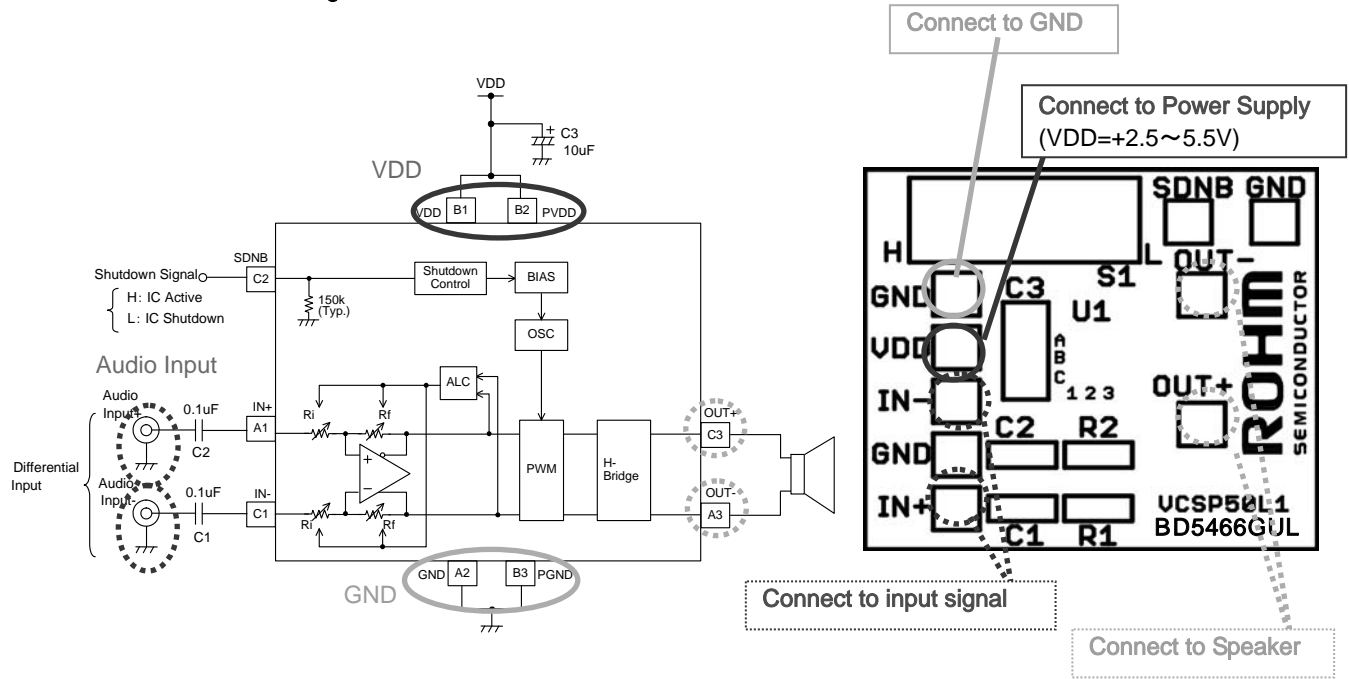 Connect to GND
VDD
Connect to Power Supply
(VDD=+2.5～5.5V)
+
C3
10uF
VDD
VDD
B1
B2
PVDD
SDNB
Shutdown Signal
C2
H: IC Active
L: IC Shutdown
150k
(Typ.)
Shutdown
Control
BIAS
OSC
Audio Input
Audio
Input+
0.1uF
C2
IN+
A1
Ri
Rf
ALC
Differential
Input
Audio
Input-
0.1uF
C1
IN-
C1
Ri
Rf
+
−
PWM
H-
Bridge
OUT+
C3
OUT-
A3
GND
A2
B3
PGND
GND
SDNB GND
H
L
S1
OUT-
GND
C3
U1
VDD
A
B
C
1 2 3
IN-
OUT+
GND
C2
R2
IN+
C1
R1
VCSP50L1
BD5466GUL
ROHM
SEMICONDUCTOR
Connect to input signal
Connect to Speaker